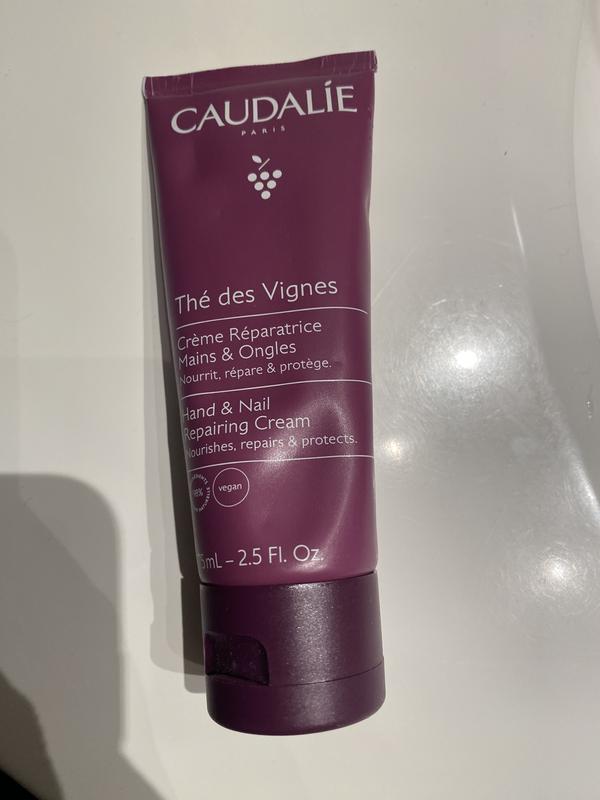 CAUDALÍE
PARIS
Thé des Vignes
Crème Réparatrice
Mains & Ongles
Nourrit, répare & protège.
Hand & Nail
Repairing Cream
Nourishes, repairs & protects.
vegan
75mL – 2.5 Fl. Oz.